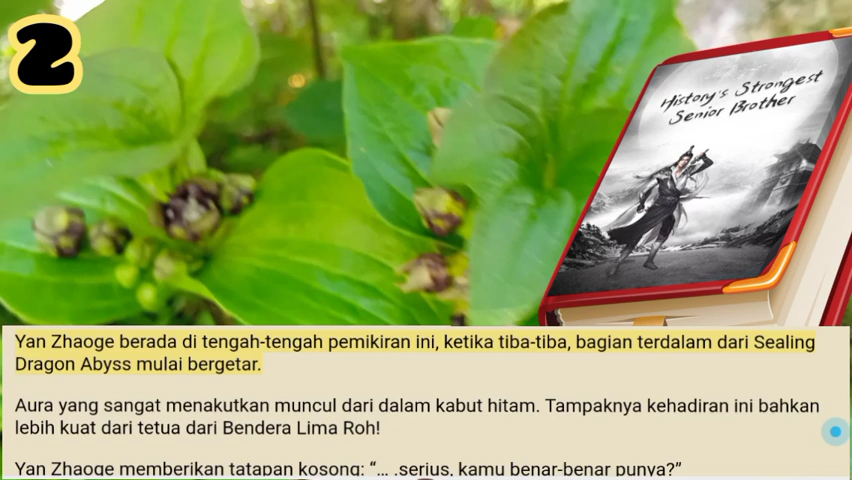 2
History's Strongest
Senior Brother
Yan Zhaoge berada di tengah-tengah pemikiran ini, ketika tiba-tiba, bagian terdalam dari Sealing
Dragon Abyss mulai bergetar.
Aura yang sangat menakutkan muncul dari dalam kabut hitam. Tampaknya kehadiran ini bahkan
lebih kuat dari tetua dari Bendera Lima Roh!
Yan Zhaoge memberikan tatapan kosong: “… .serius, kamu benar-benar punya?”